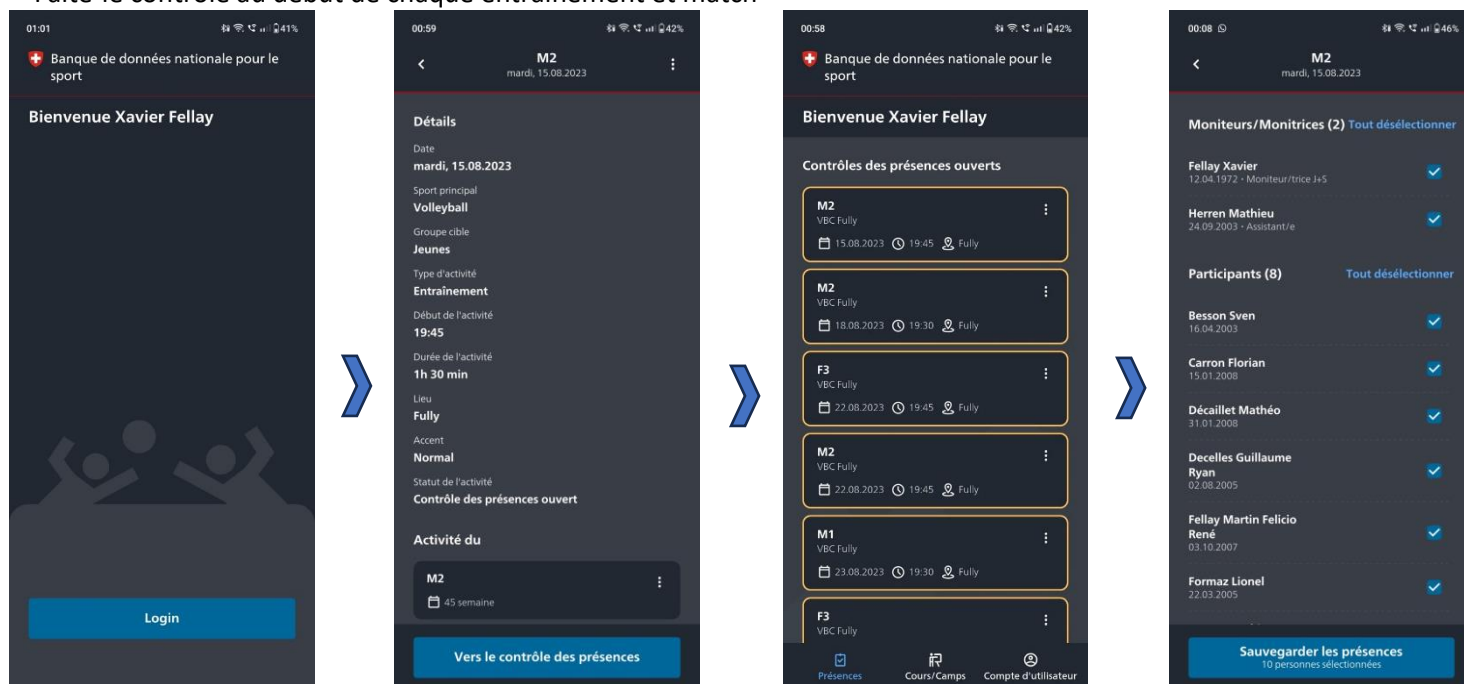 Faite le contrôle au début de chaque entraînement et match
01:01
41%
Banque de données nationale pour le
sport
Bienvenue Xavier Fellay
Login
00:59
42%
M2
mardi, 15.08.2023
Détails
Date
mardi, 15.08.2023
Sport principal
Volleyball
Groupe cible
Jeunes
Type d'activité
Entraînement
Début de l'activité
19:45
Durée de l'activité
1h 30 min
Lieu
Fully
Accent
Normal
Statut de l'activité
Contrôle des présences ouvert
Activité du
M2
45 semaine
Vers le contrôle des présences
00:58
42%
Banque de données nationale pour le
sport
Bienvenue Xavier Fellay
Contrôles des présences ouverts
M2
VBC Fully
15.08.2023 19:45 Fully
M2
VBC Fully
18.08.2023 19:30 Fully
F3
VBC Fully
22.08.2023 19:45 Fully
M2
VBC Fully
22.08.2023 19:45 Fully
M1
VBC Fully
23.08.2023 19:30 Fully
F3
VBC Fully
Présences Cours/Camps Compte d'utilisateur
00:08
46%
M2
mardi, 15.08.2023
Moniteurs/Monitrices (2) Tout désélectionner
Fellay Xavier
12.04.1972 • Moniteur/trice J+S
Herren Mathieu
24.09.2003 • Assistant/e
Participants (8) Tout désélectionner
Besson Sven
16.04.2003
Carron Florian
15.01.2008
Décaillet Mathéo
31.01.2008
Decelles Guillaume
Ryan
02.08.2005
Fellay Martin Felicio
René
03.10.2007
Formaz Lionel
22.03.2005
Sauvegarder les présences
10 personnes sélectionnées